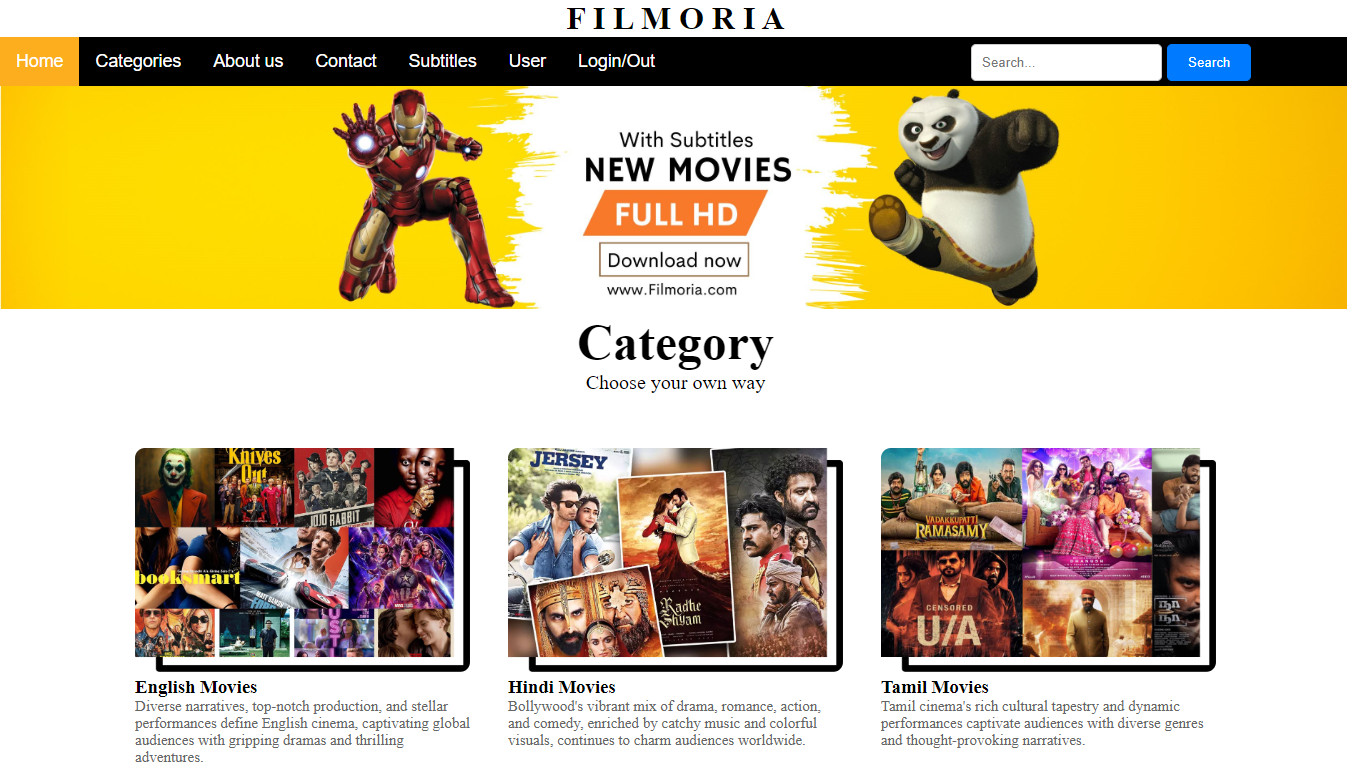 FILMORIA
Home Categories About us Contact Subtitles User Login/Out Search... Search
With Subtitles
NEW MOVIES
FULL HD
Download now
www.Filmoria.com
Category
Choose your own way
KNIVES
OUT
JOJO RABBIT
booksmart
JERSEY
Radhe
Shyam
VADAKKUPATTI
RAMASAMY
CENSORED
U/A
English Movies
Diverse narratives, top-notch production, and stellar
performances define English cinema, captivating global
audiences with gripping dramas and thrilling
adventures.
Hindi Movies
Bollywood's vibrant mix of drama, romance, action,
and comedy, enriched by catchy music and colorful
visuals, continues to charm audiences worldwide.
Tamil Movies
Tamil cinema's rich cultural tapestry and dynamic
performances captivate audiences with diverse genres
and thought-provoking narratives.